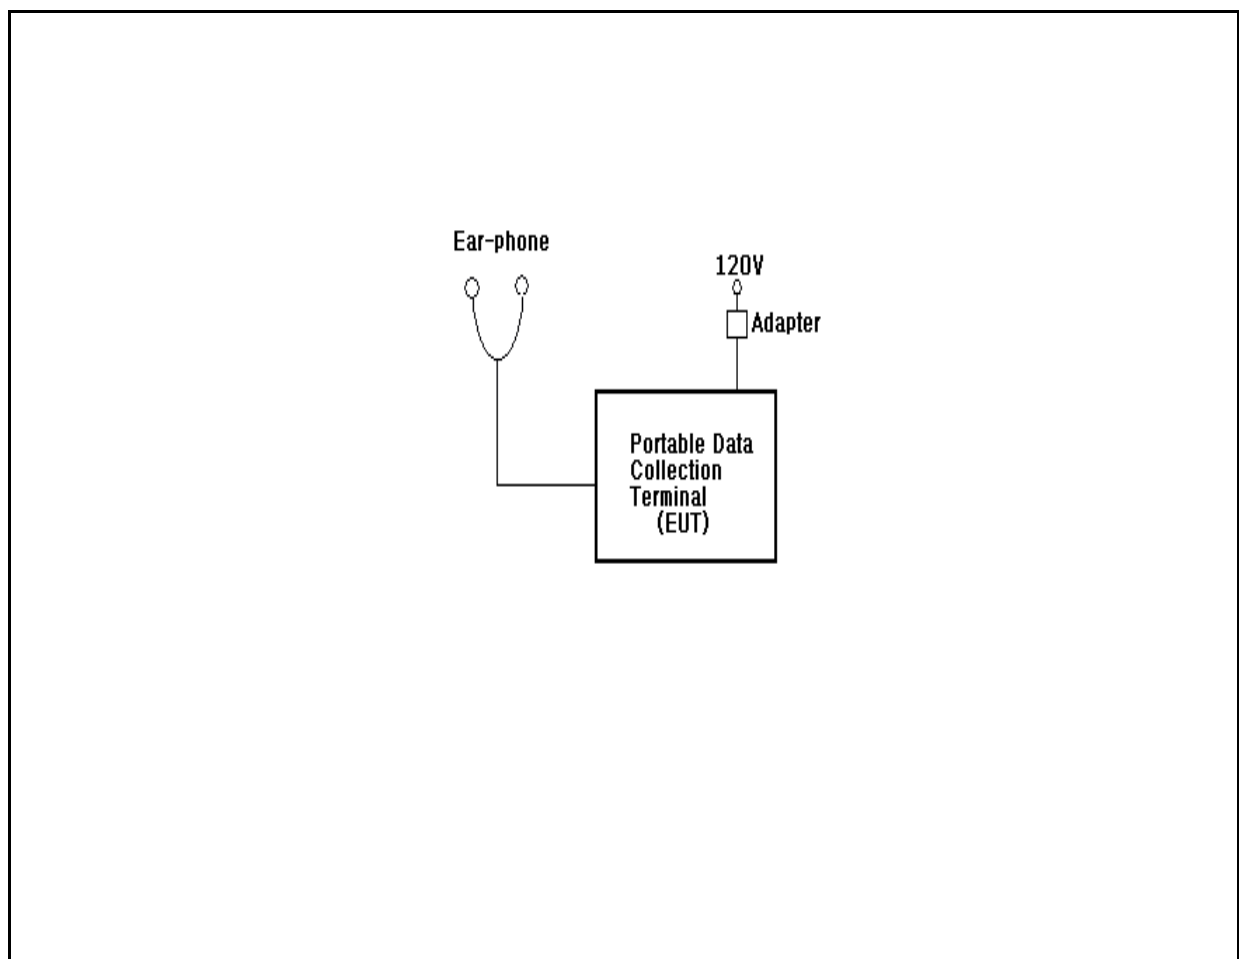 Ear-phone
120V
Adapter
Portable Data
Collection
Terminal
(EUT)